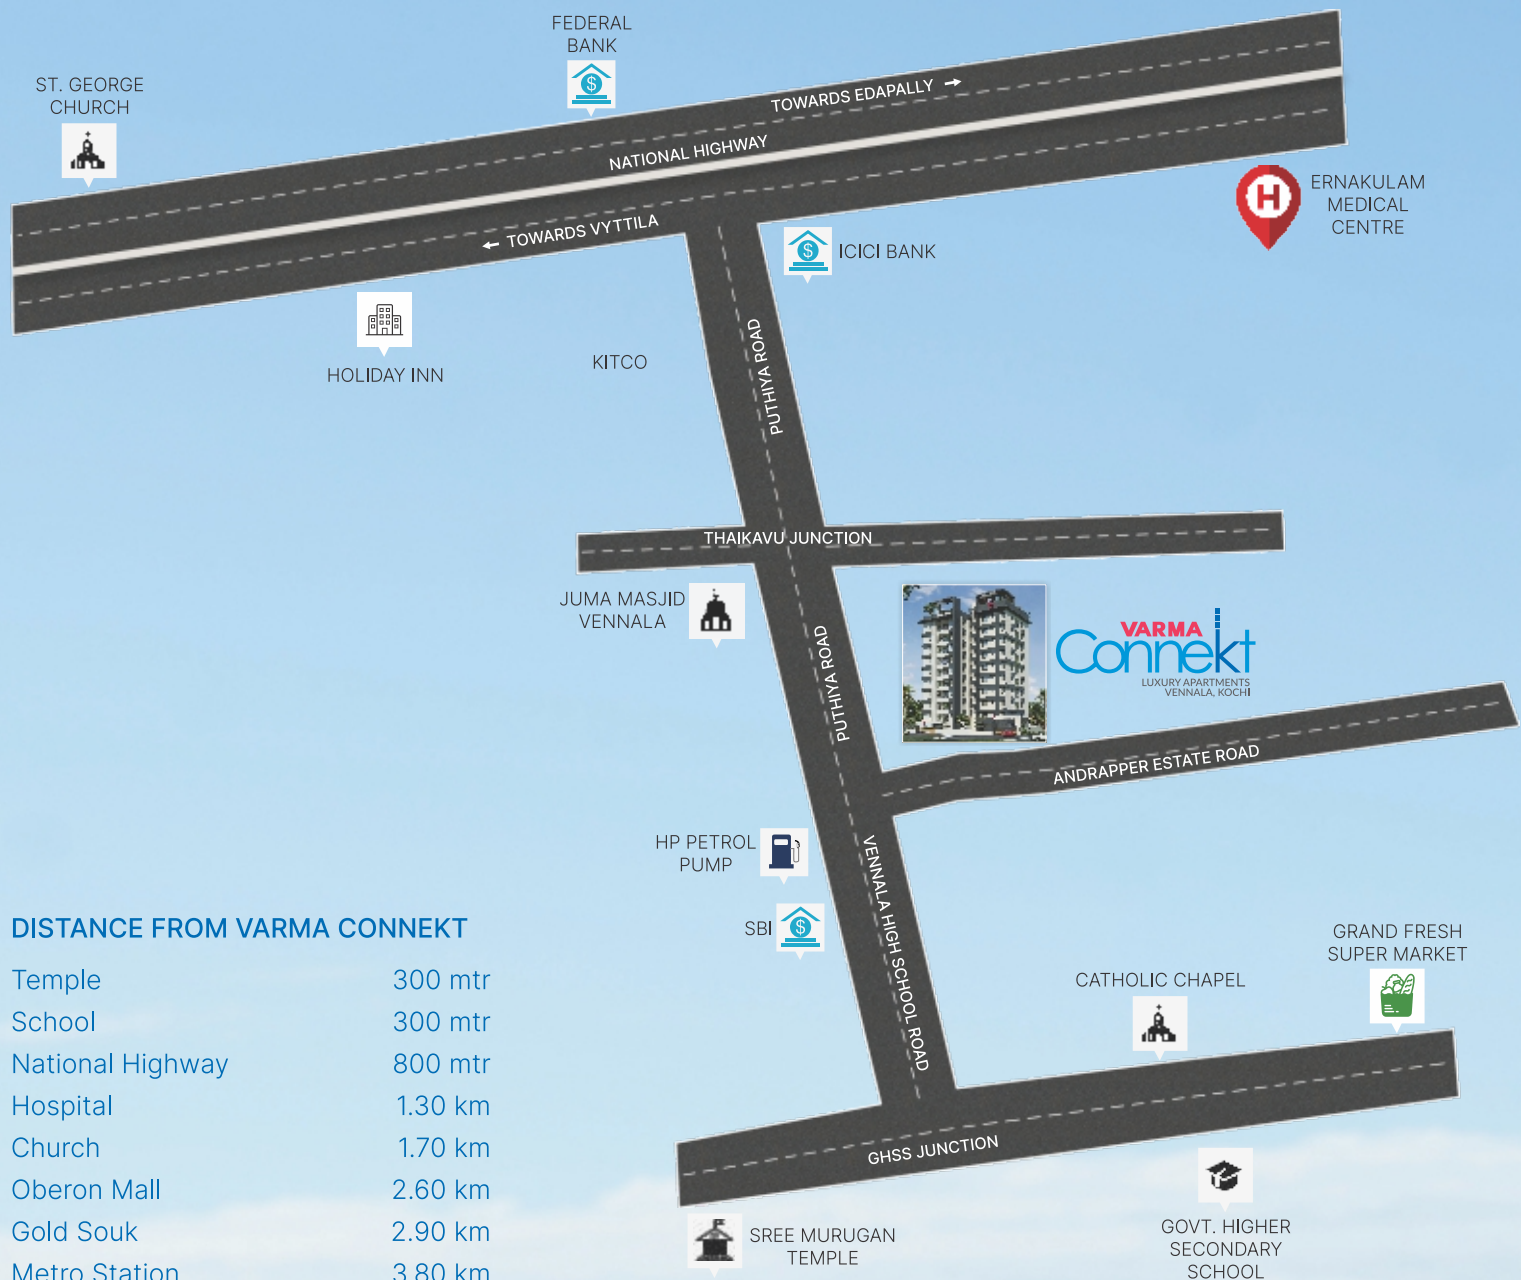 FEDERAL
BANK
ST. GEORGE
CHURCH
TOWARDS EDAPALLY
NATIONAL HIGHWAY
TOWARDS VYTTILA
ERNAKULAM
MEDICAL
CENTRE
ICICI BANK
HOLIDAY INN
KITCO
PUTHIYA ROAD
THAIKAVU JUNCTION
JUMA MASJID
VENNALA
PUTHIYA ROAD
VARMA
Connekt
LUXURY APARTMENTS
VENNALA, KOCHI
ANDRAPPER ESTATE ROAD
HP PETROL
PUMP
VENNALA HIGH SCHOOL ROAD
SBI
GRAND FRESH
SUPER MARKET
CATHOLIC CHAPEL
GHSS JUNCTION
SREE MURUGAN
TEMPLE
GOVT. HIGHER
SECONDARY
SCHOOL
DISTANCE FROM VARMA CONNEKT
Temple 300 mtr
School 300 mtr
National Highway 800 mtr
Hospital 1.30 km
Church 1.70 km
Oberon Mall 2.60 km
Gold Souk 2.90 km
Metro Station 3.80 km